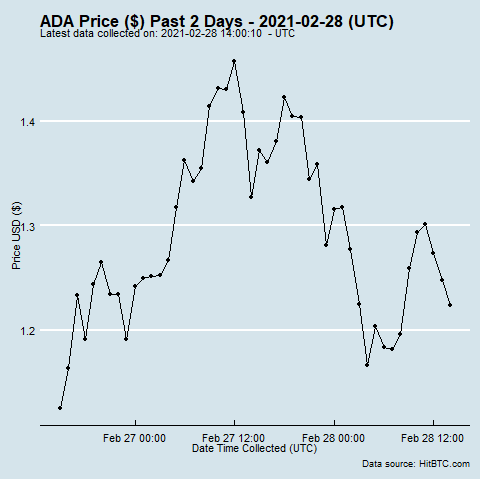 ADA Price ($) Past 2 Days - 2021-02-28 (UTC)
Latest data collected on: 2021-02-28 14:00:10  - UTC
1.4
1.3
1.2
Price USD ($)
Feb 27 00:00
Feb 27 12:00
Feb 28 00:00
Feb 28 12:00
Date Time Collected (UTC)
Data source: HitBTC.com